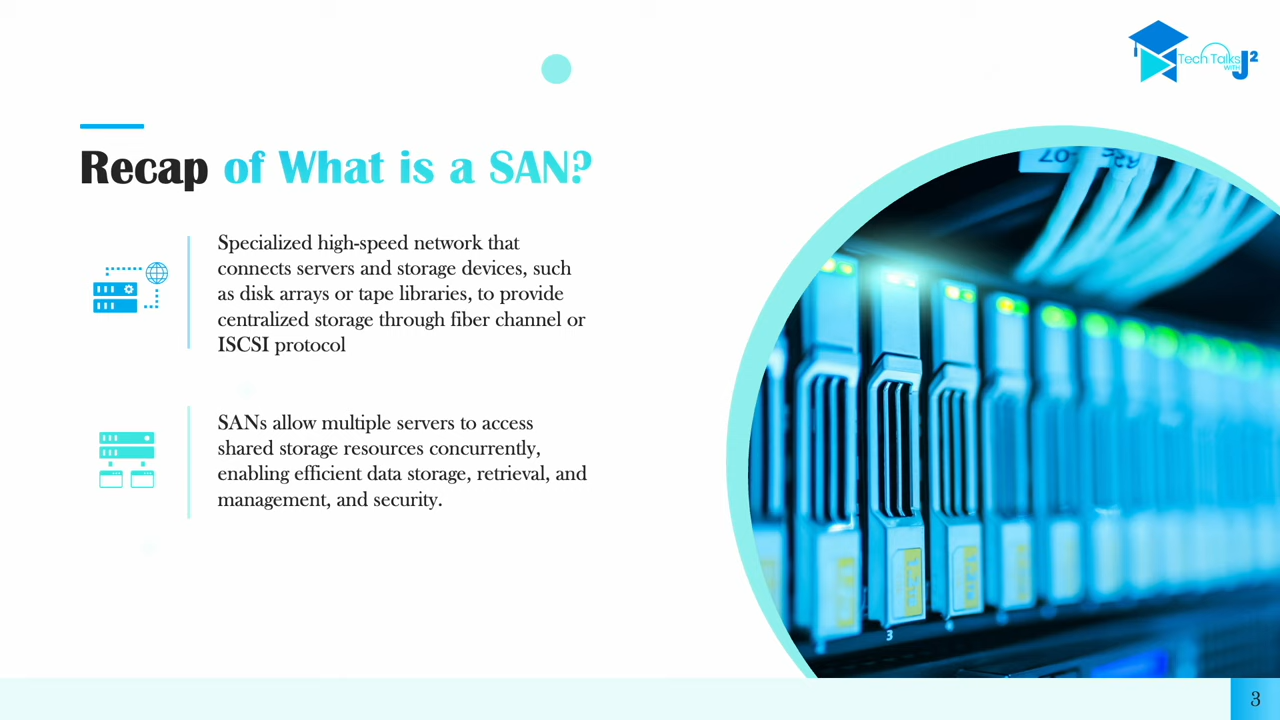 Tech Talks
WITH J2
Recap of What is a SAN?
Specialized high-speed network that
connects servers and storage devices, such
as disk arrays or tape libraries, to provide
centralized storage through fiber channel or
ISCSI protocol
SANs allow multiple servers to access
shared storage resources concurrently,
enabling efficient data storage, retrieval, and
management, and security.
3
3